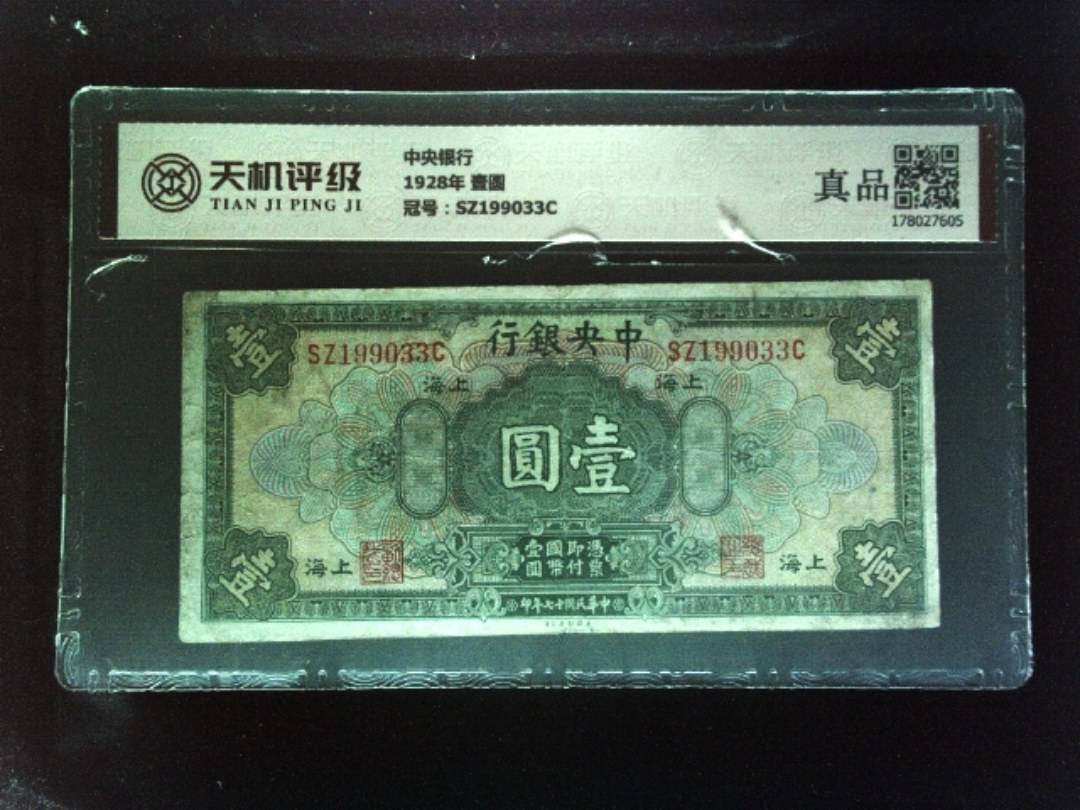 天机评级
TIAN JI PING JI
中央银行
1928年 壹圆
冠号：SZ199033C
真品
178027605
壹
行銀央中
壹
SZ199033C
SZ199033C
海上
海上
圓壹
海上
海上
壹國即憑
圓幣付票
壹
壹
印年七十國民華中